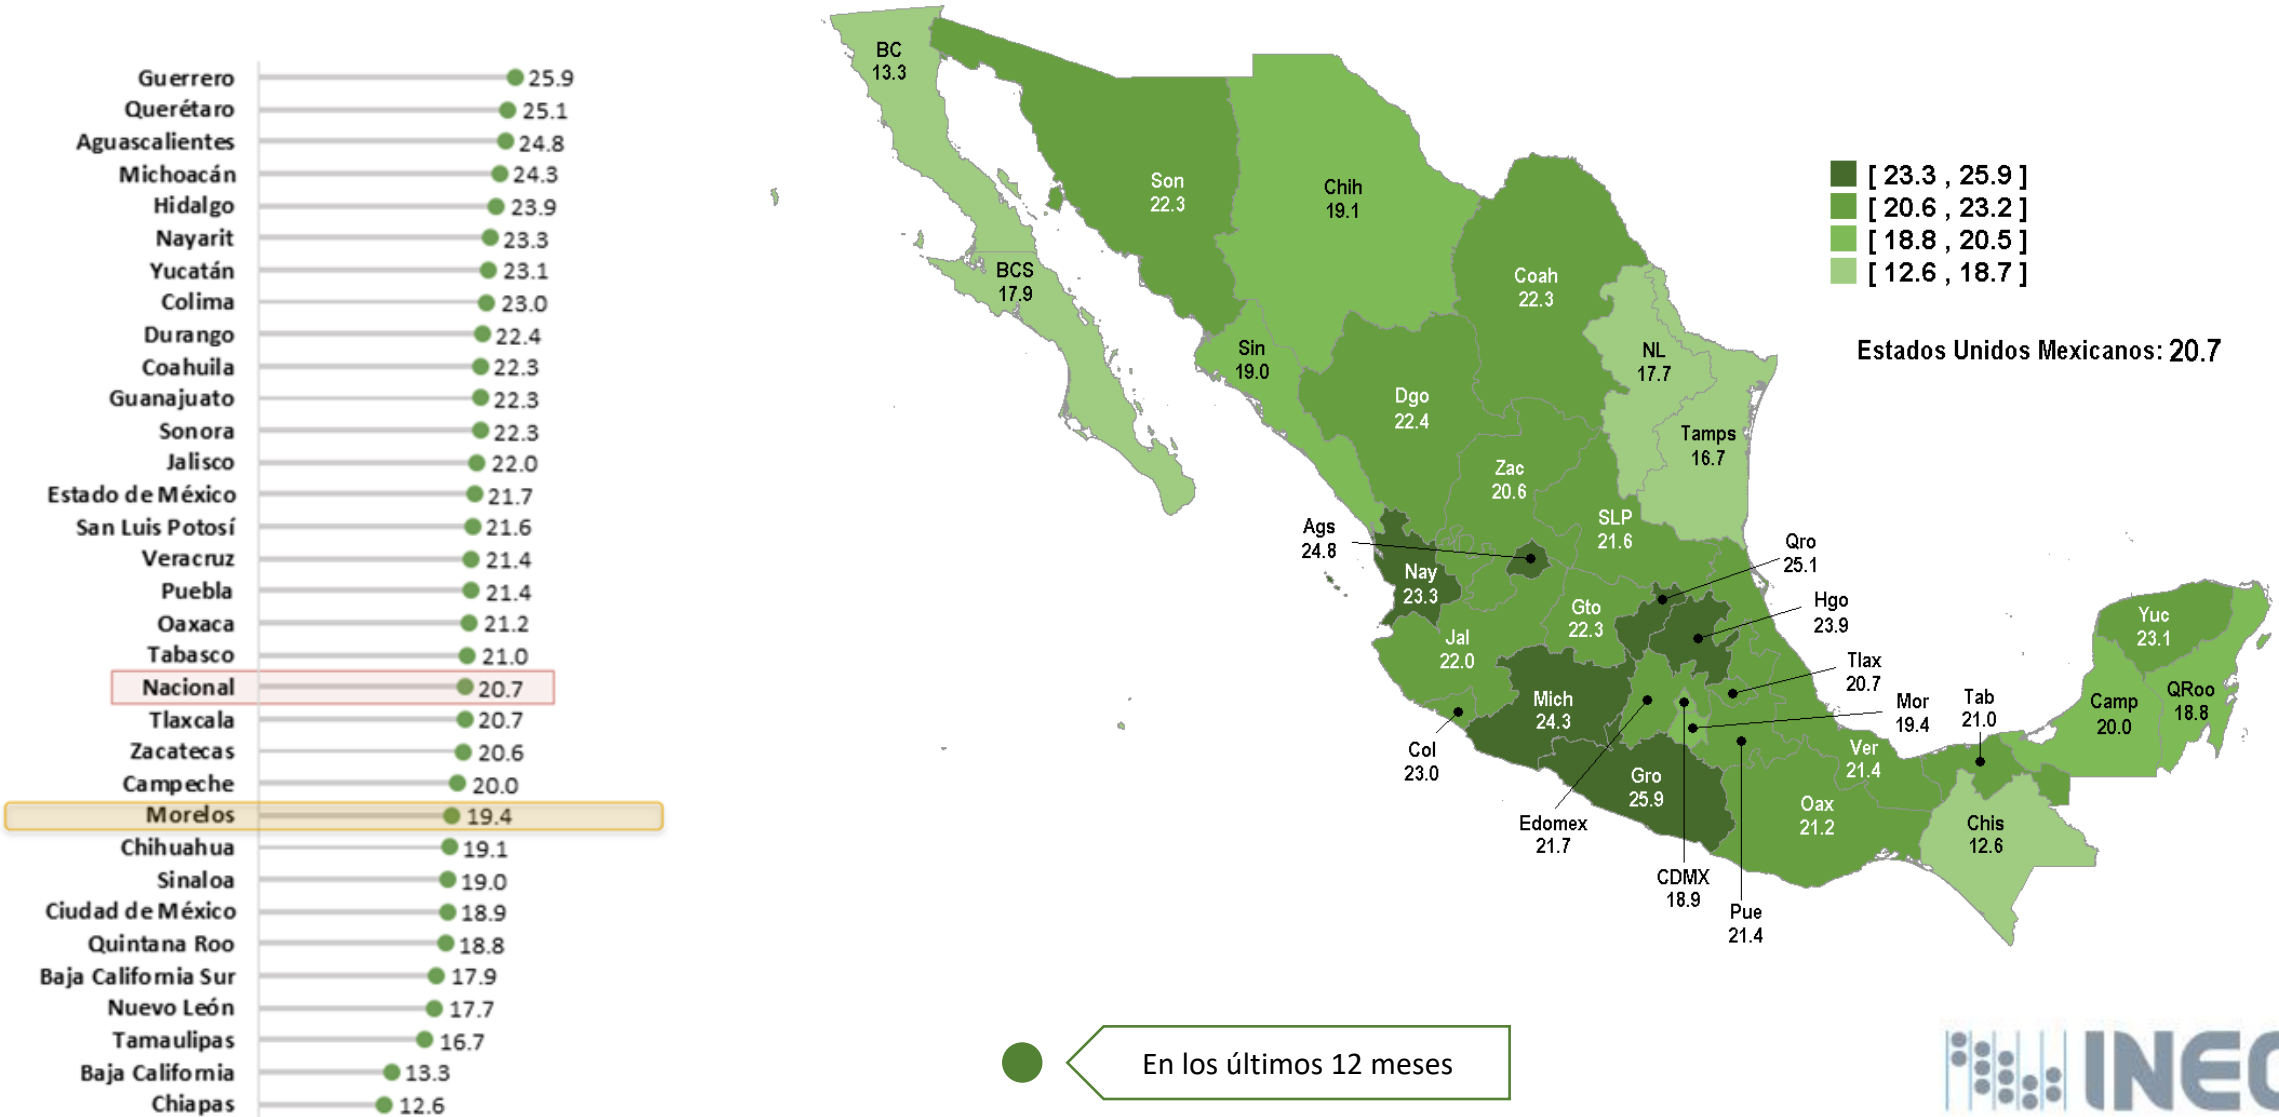 Guerrero 25.9
Querétaro 25.1
Aguascalientes 24.8
Michoacán 24.3
Hidalgo 23.9
Nayarit 23.3
Yucatán 23.1
Colima 23.0
Durango 22.4
Coahuila 22.3
Guanajuato 22.3
Sonora 22.3
Jalisco 22.0
Estado de México 21.7
San Luis Potosí 21.6
Veracruz 21.4
Puebla 21.4
Oaxaca 21.2
Tabasco 21.0
Nacional 20.7
Tlaxcala 20.7
Zacatecas 20.6
Campeche 20.0
Morelos 19.4
Chihuahua 19.1
Sinaloa 19.0
Ciudad de México 18.9
Quintana Roo 18.8
Baja California Sur 17.9
Nuevo León 17.7
Tamaulipas 16.7
Baja California 13.3
Chiapas 12.6
BC
13.3
Son
22.3
Chih
19.1
BCS
17.9
Coah
22.3
Sin
19.0
NL
17.7
Dgo
22.4
Tamps
16.7
Zac
20.6
SLP
21.6
Ags
24.8
Nay
23.3
Qro
25.1
Gto
22.3
Hgo
23.9
Jal
22.0
Tlax
20.7
Mich
24.3
Mor
19.4
Tab
21.0
Yuc
23.1
Camp
20.0
QRoo
18.8
Col
23.0
Ver
21.4
Gro
25.9
Oax
21.2
Edomex
21.7
Chis
12.6
CDMX
18.9
Pue
21.4
[ 23.3 , 25.9 ]
[ 20.6 , 23.2 ]
[ 18.8 , 20.5 ]
[ 12.6 , 18.7 ]
Estados Unidos Mexicanos: 20.7
En los últimos 12 meses
INEG